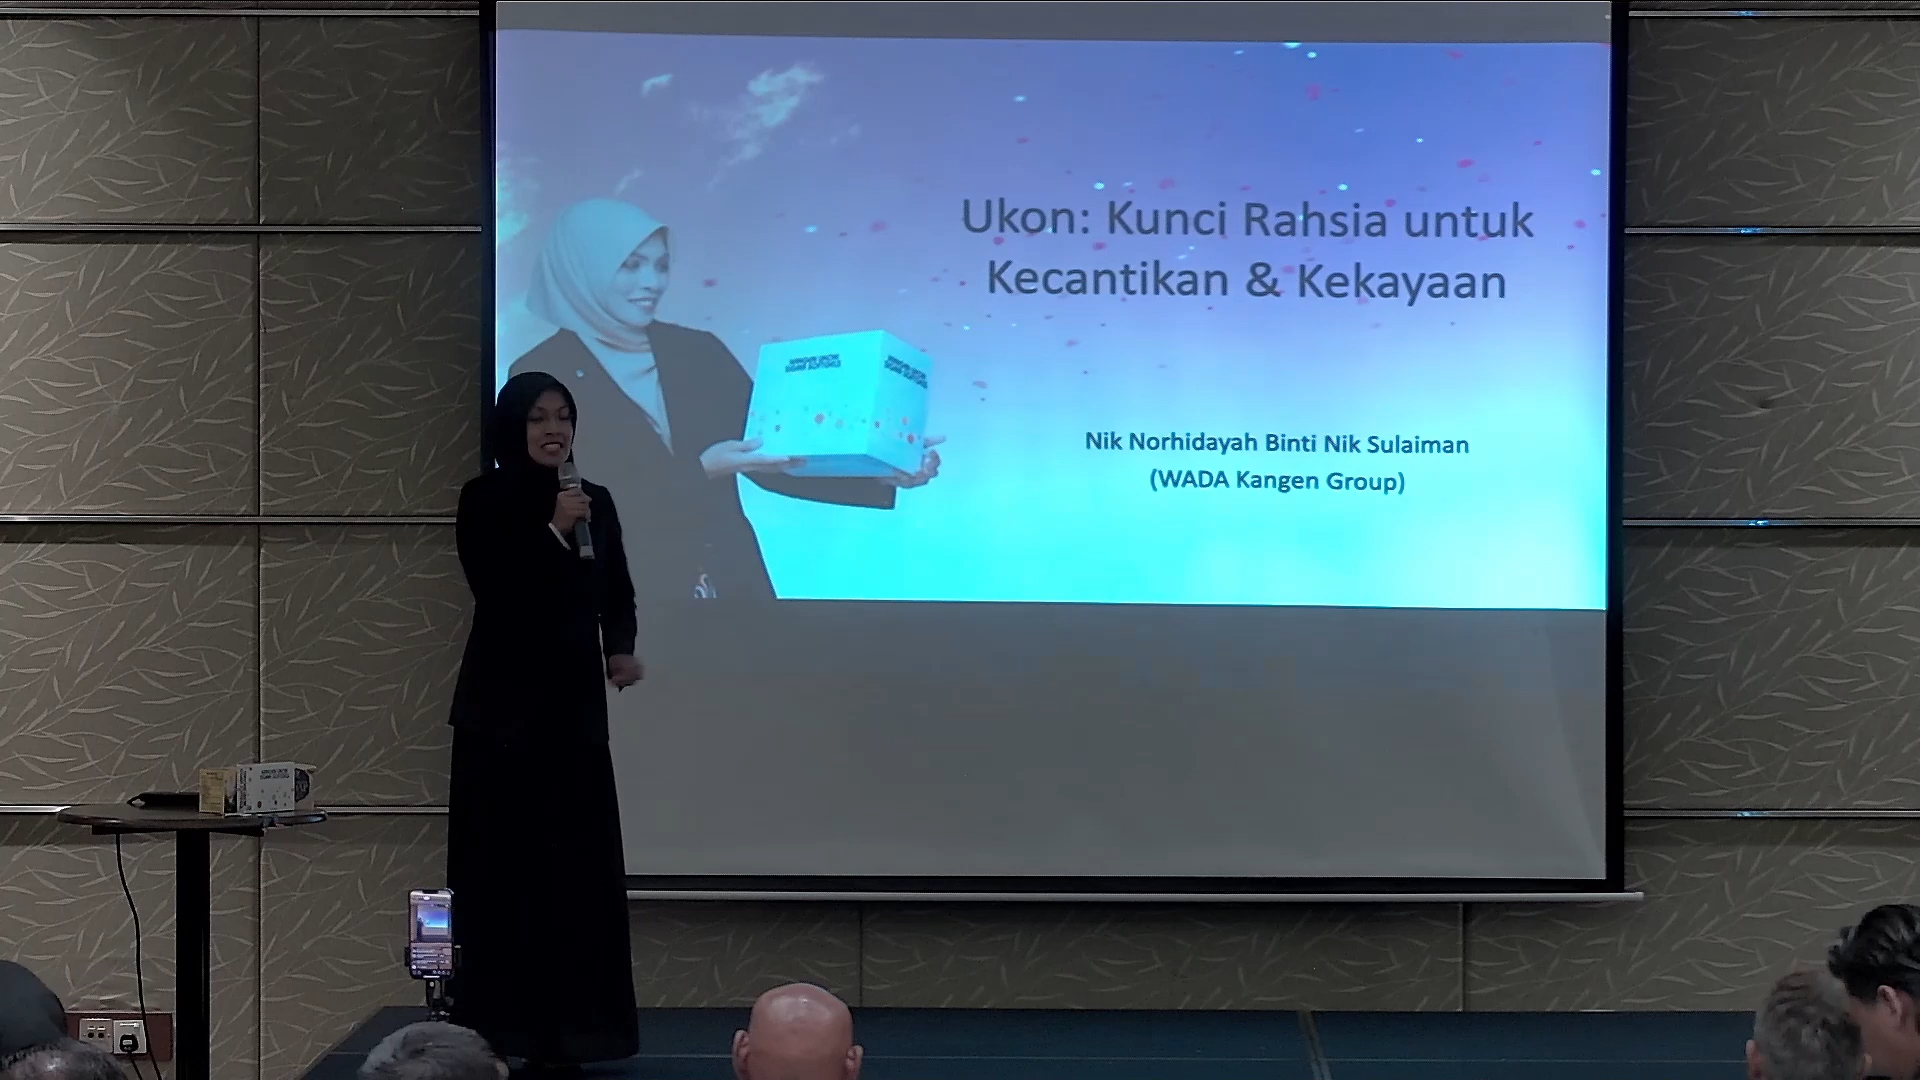 Ukon: Kunci Rahsia untuk
Kecantikan & Kekayaan
Nik Norhidayah Binti Nik Sulaiman
(WADA Kangen Group)